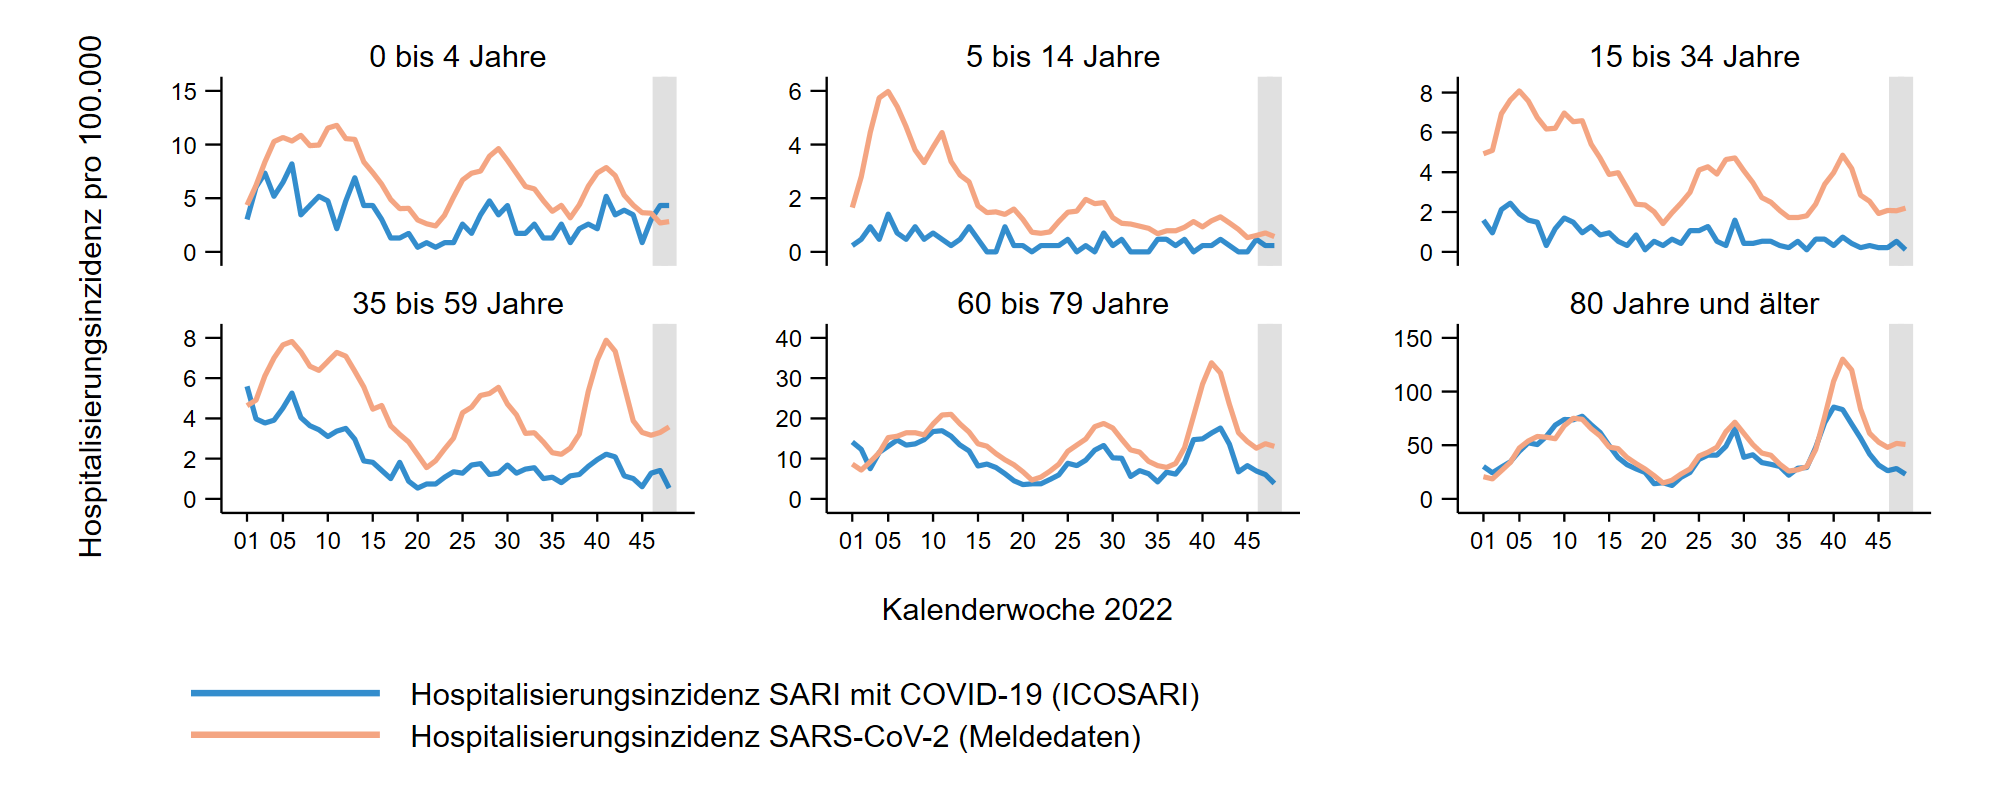 Hospitalisierungsinzidenz pro 100.000
0 bis 4 Jahre
15
10
5
0
5 bis 14 Jahre
6
4
2
0
15 bis 34 Jahre
8
6
4
2
0
35 bis 59 Jahre
8
6
4
2
0
01 05 10 15 20 25 30 35 40 45
60 bis 79 Jahre
40
30
20
10
0
01 05 10 15 20 25 30 35 40 45
80 Jahre und älter
150
100
50
0
01 05 10 15 20 25 30 35 40 45
Kalenderwoche 2022
Hospitalisierungsinzidenz SARI mit COVID-19 (ICOSARI)
Hospitalisierungsinzidenz SARS-CoV-2 (Meldedaten)